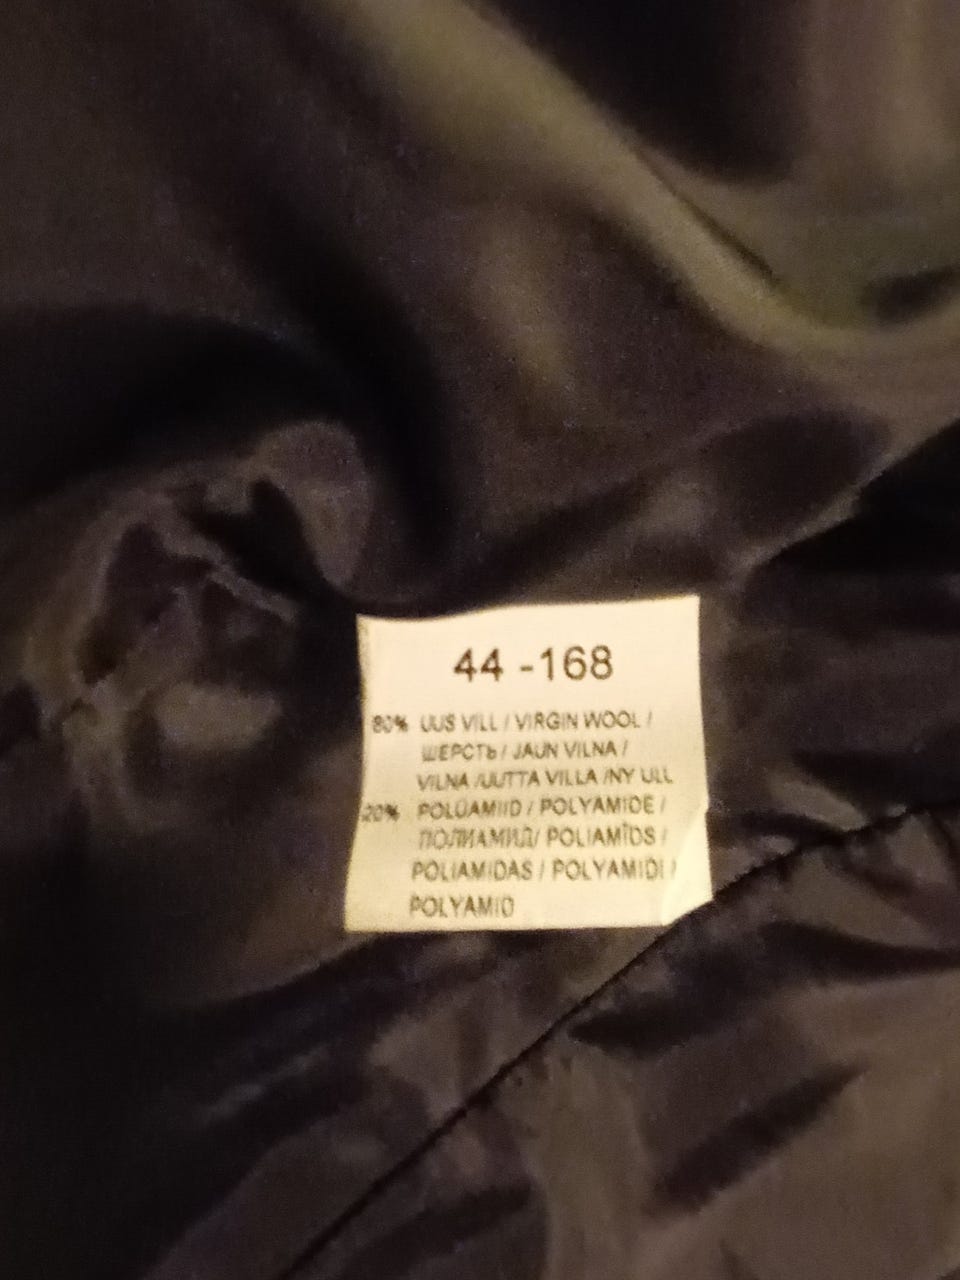 44 -168
80% UUS VILL / VIRGIN WOOL /
ШЕРСТЬ / JAUN VILNA /
VILNA /UUTTA VILLA /NY ULL
20% POLÜAMIID / POLYAMIDE /
ПОЛИАМИД/ POLIAMĪDS /
POLIAMIDAS / POLYAMIDI /
POLYAMID